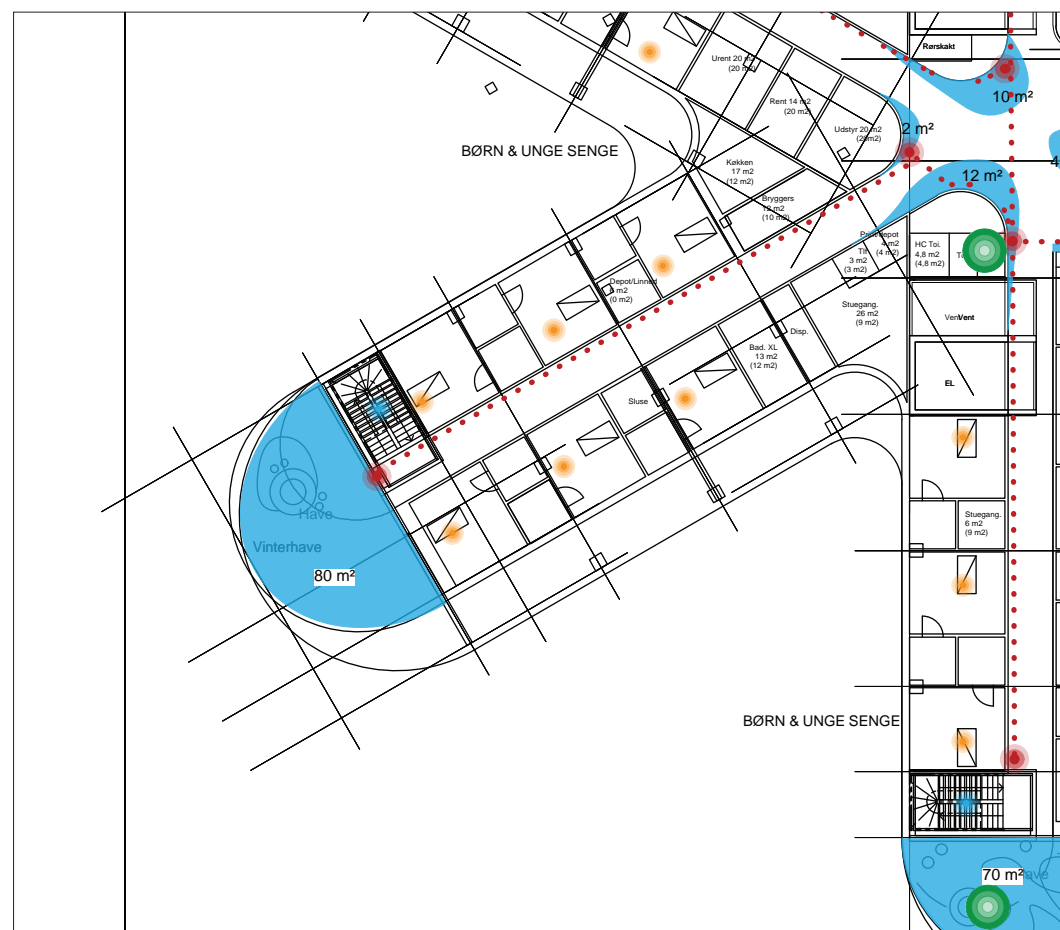 Rørskakt
Urent 20 m2
(20 m2)
10 m²
Rent 14 m2
(20 m2)
2 m²
Udstyr 20 m2
(20m2)
BØRN & UNGE SENGE
Køkken
17 m2
(12 m2)
4
12 m²
Bryggers
12 m2
(10 m2)
4 m2
(4 m2)
Tlf
3 m2
(3 m2)
HC Toi.
4,8 m2
(4,8 m2)
Depot/Linned
6 m2
(0 m2)
Stuegang.
26 m2
(9 m2)
Vent
Disp.
Bad. XL
13 m2
(12 m2)
EL
Sluse
Have
Stuegang.
6 m2
(9 m2)
Vinterhave
80 m²
BØRN & UNGE SENGE
70 m²